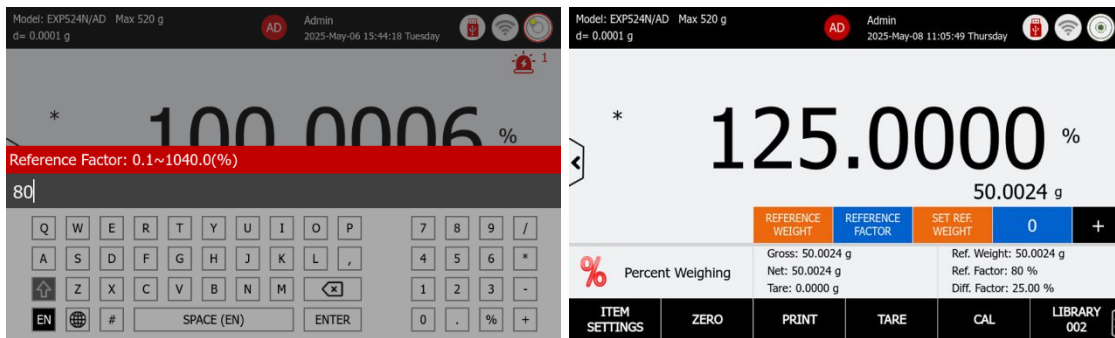 Model: EXP524N/AD Max 520 g
d= 0.0001 g
AD
Admin
2025-May-06 15:44:18 Tuesday
1
*
100.0006 %
Reference Factor: 0.1~1040.0(%)
80
Q W E R T Y U I O P 7 8 9 /
A S D F G H J K L , 4 5 6 *
Z X C V B N M 1 2 3 -
EN # SPACE (EN) ENTER 0 . % +
Model: EXP524N/AD Max 520 g
d= 0.0001 g
AD
Admin
2025-May-08 11:05:49 Thursday
*
125.0000 %
50.0024 g
REFERENCE WEIGHT
REFERENCE FACTOR
SET REF. WEIGHT
0
+
% Percent Weighing
Gross: 50.0024 g
Net: 50.0024 g
Tare: 0.0000 g
Ref. Weight: 50.0024 g
Ref. Factor: 80 %
Diff. Factor: 25.00 %
ITEM SETTINGS
ZERO
PRINT
TARE
CAL
LIBRARY 002